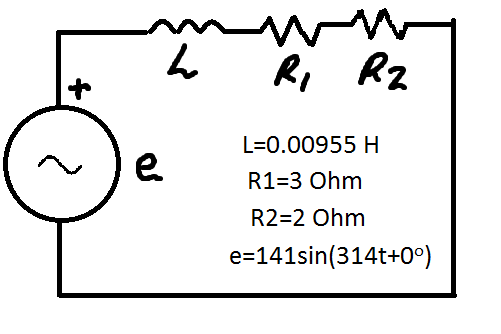 +
L R1 R2
e
L=0.00955 H
R1=3 Ohm
R2=2 Ohm
e=141sin(314t+0°)